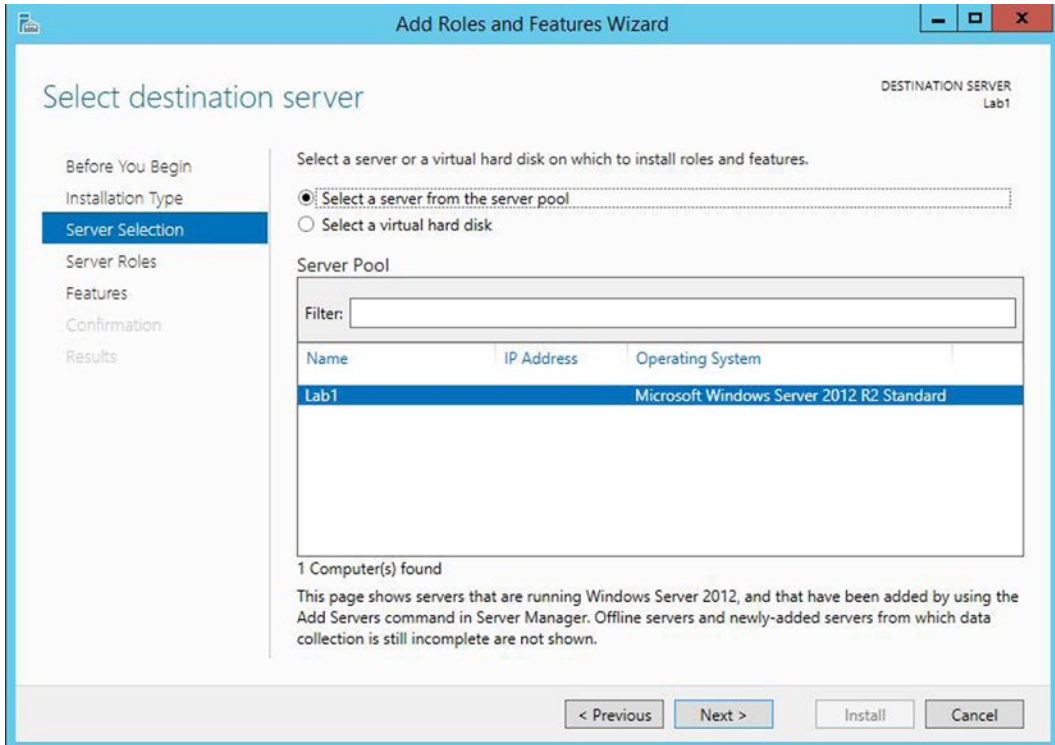 Add Roles and Features Wizard
Select destination server
DESTINATION SERVER
Lab1
Before You Begin
Installation Type
Server Selection
Server Roles
Features
Confirmation
Results
Select a server or a virtual hard disk on which to install roles and features.
Select a server from the server pool
Select a virtual hard disk
Server Pool
Filter:
Name IP Address Operating System
Lab1 Microsoft Windows Server 2012 R2 Standard
1 Computer(s) found
This page shows servers that are running Windows Server 2012, and that have been added by using the
Add Servers command in Server Manager. Offline servers and newly-added servers from which data
collection is still incomplete are not shown.
< Previous Next > Install Cancel